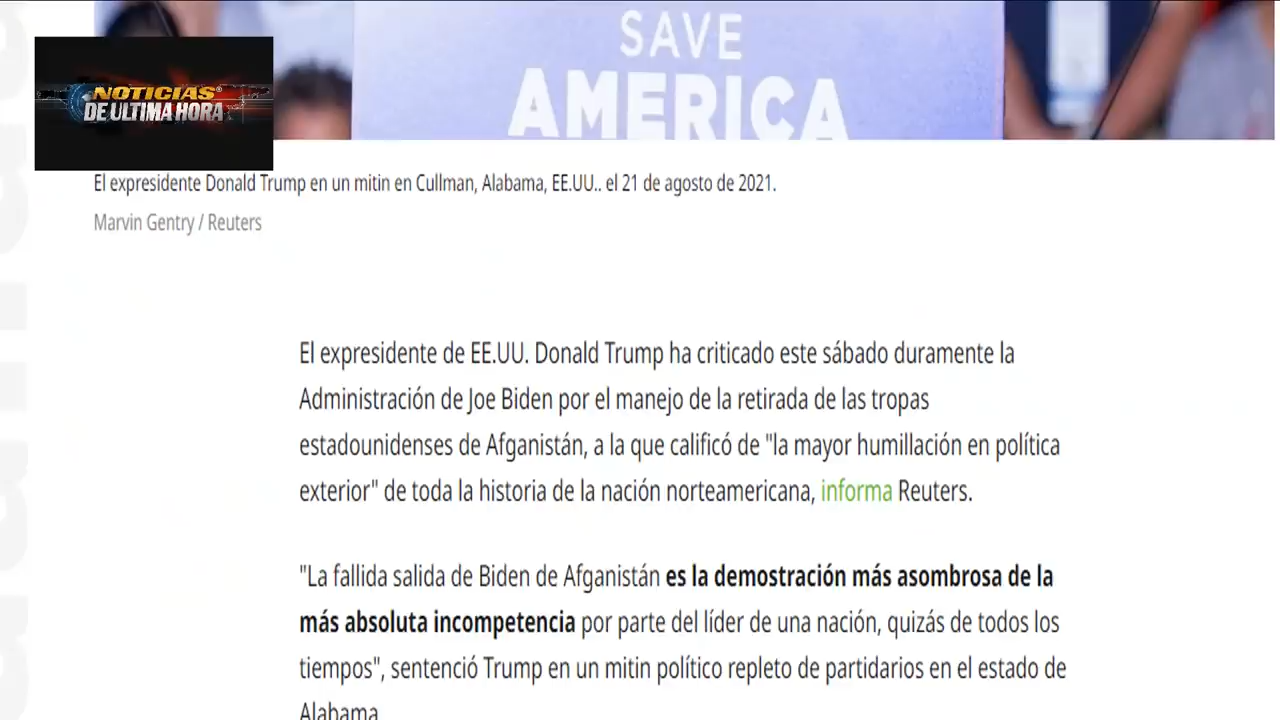 SAVE
AMERICA
NOTICIAS
DE ULTIMA HORA
El expresidente Donald Trump en un mitin en Cullman, Alabama, EE.UU.. el 21 de agosto de 2021.
Marvin Gentry / Reuters
El expresidente de EE.UU. Donald Trump ha criticado este sábado duramente la
Administración de Joe Biden por el manejo de la retirada de las tropas
estadounidenses de Afganistán, a la que calificó de "la mayor humillación en política
exterior" de toda la historia de la nación norteamericana, informa Reuters.
"La fallida salida de Biden de Afganistán es la demostración más asombrosa de la
más absoluta incompetencia por parte del líder de una nación, quizás de todos los
tiempos", sentenció Trump en un mitin político repleto de partidarios en el estado de
Alabama